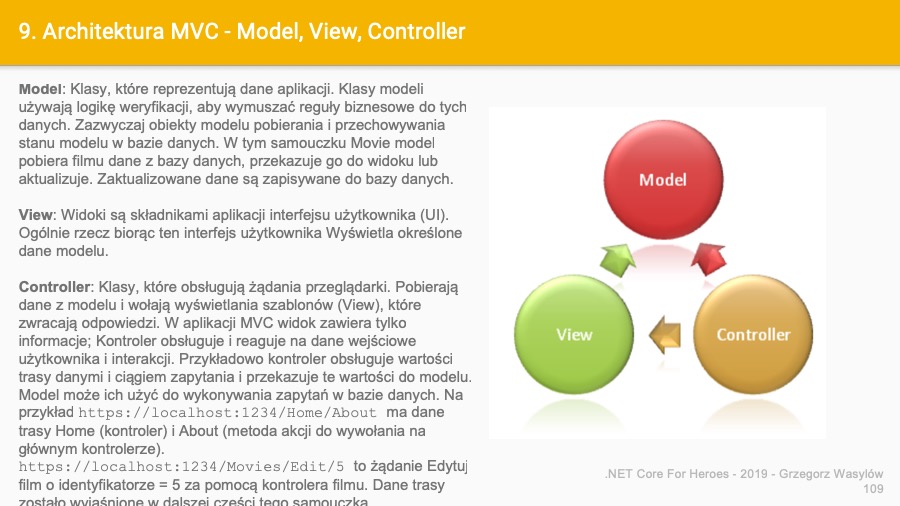 9. Architektura MVC - Model, View, Controller
Model: Klasy, które reprezentują dane aplikacji. Klasy modeli
używają logikę weryfikacji, aby wymuszać reguły biznesowe do tych
danych. Zazwyczaj obiekty modelu pobierania i przechowywania
stanu modelu w bazie danych. W tym samouczku Movie model
pobiera filmu dane z bazy danych, przekazuje go do widoku lub
aktualizuje. Zaktualizowane dane są zapisywane do bazy danych.
View: Widoki są składnikami aplikacji interfejsu użytkownika (UI).
Ogólnie rzecz biorąc ten interfejs użytkownika Wyświetla określone
dane modelu.
Controller: Klasy, które obsługują żądania przeglądarki. Pobierają
dane z modelu i wołają wyświetlania szablonów (View), które
zwracają odpowiedzi. W aplikacji MVC widok zawiera tylko
informacje; Kontroler obsługuje i reaguje na dane wejściowe
użytkownika i interakcji. Przykładowo kontroler obsługuje wartości
trasy danymi i ciągiem zapytania i przekazuje te wartości do modelu.
Model może ich użyć do wykonywania zapytań w bazie danych. Na
przykład https://localhost:1234/Home/About ma dane
trasy Home (kontroler) i About (metoda akcji do wywołania na
głównym kontrolerze).
https://localhost:1234/Movies/Edit/5 to żądanie Edytuj
film o identyfikatorze = 5 za pomocą kontrolera filmu. Dane trasy
zostało wyjaśnione w dalszej części tego samouczka
Model
View
Controller
.NET Core For Heroes - 2019 - Grzegorz Wasylów
109